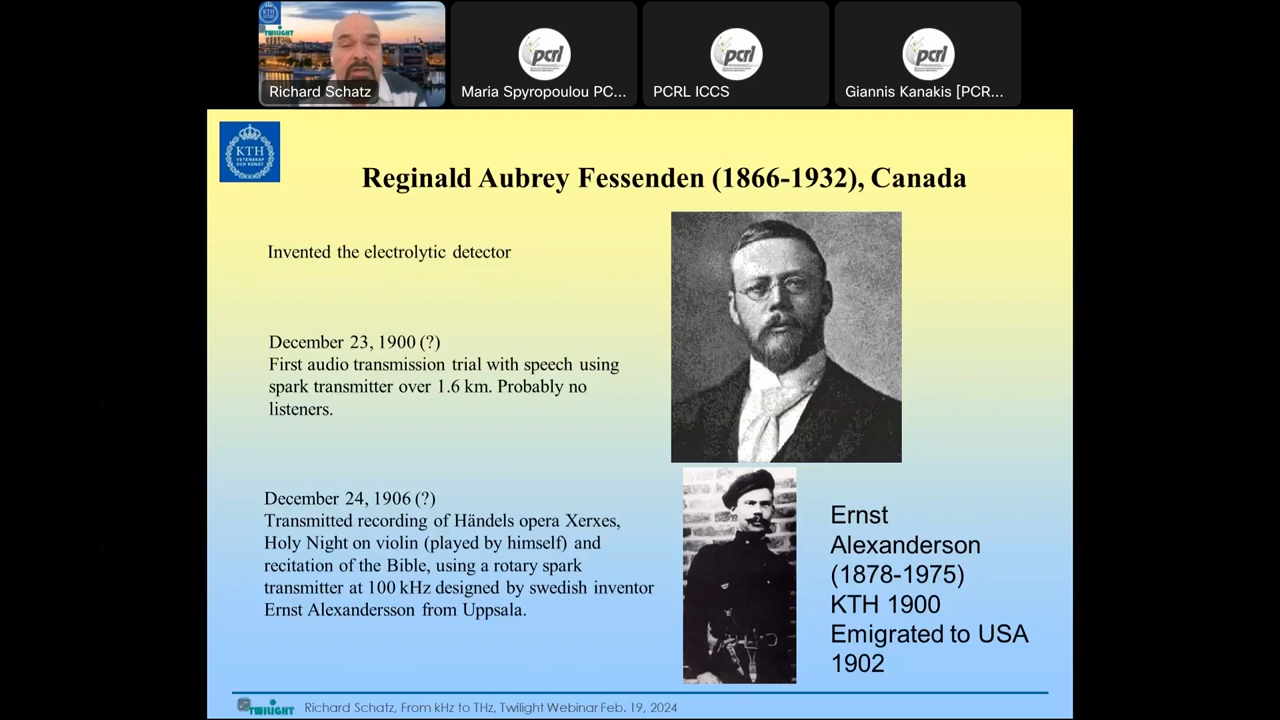 TWILIGHT
Richard Schatz
pcrl
Maria Spyropoulou PC...
pcrl
PCRL ICCS
pcrl
Giannis Kanakis [PCR...
KTH
VETENSKAP
OCH KONST
Reginald Aubrey Fessenden (1866-1932), Canada
Invented the electrolytic detector
December 23, 1900 (?)
First audio transmission trial with speech using
spark transmitter over 1.6 km. Probably no
listeners.
December 24, 1906 (?)
Transmitted recording of Händels opera Xerxes,
Holy Night on violin (played by himself) and
recitation of the Bible, using a rotary spark
transmitter at 100 kHz designed by swedish inventor
Ernst Alexandersson from Uppsala.
Ernst
Alexanderson
(1878-1975)
KTH 1900
Emigrated to USA
1902
TWILIGHT
Richard Schatz, From kHz to THz, Twilight Webinar Feb. 19, 2024